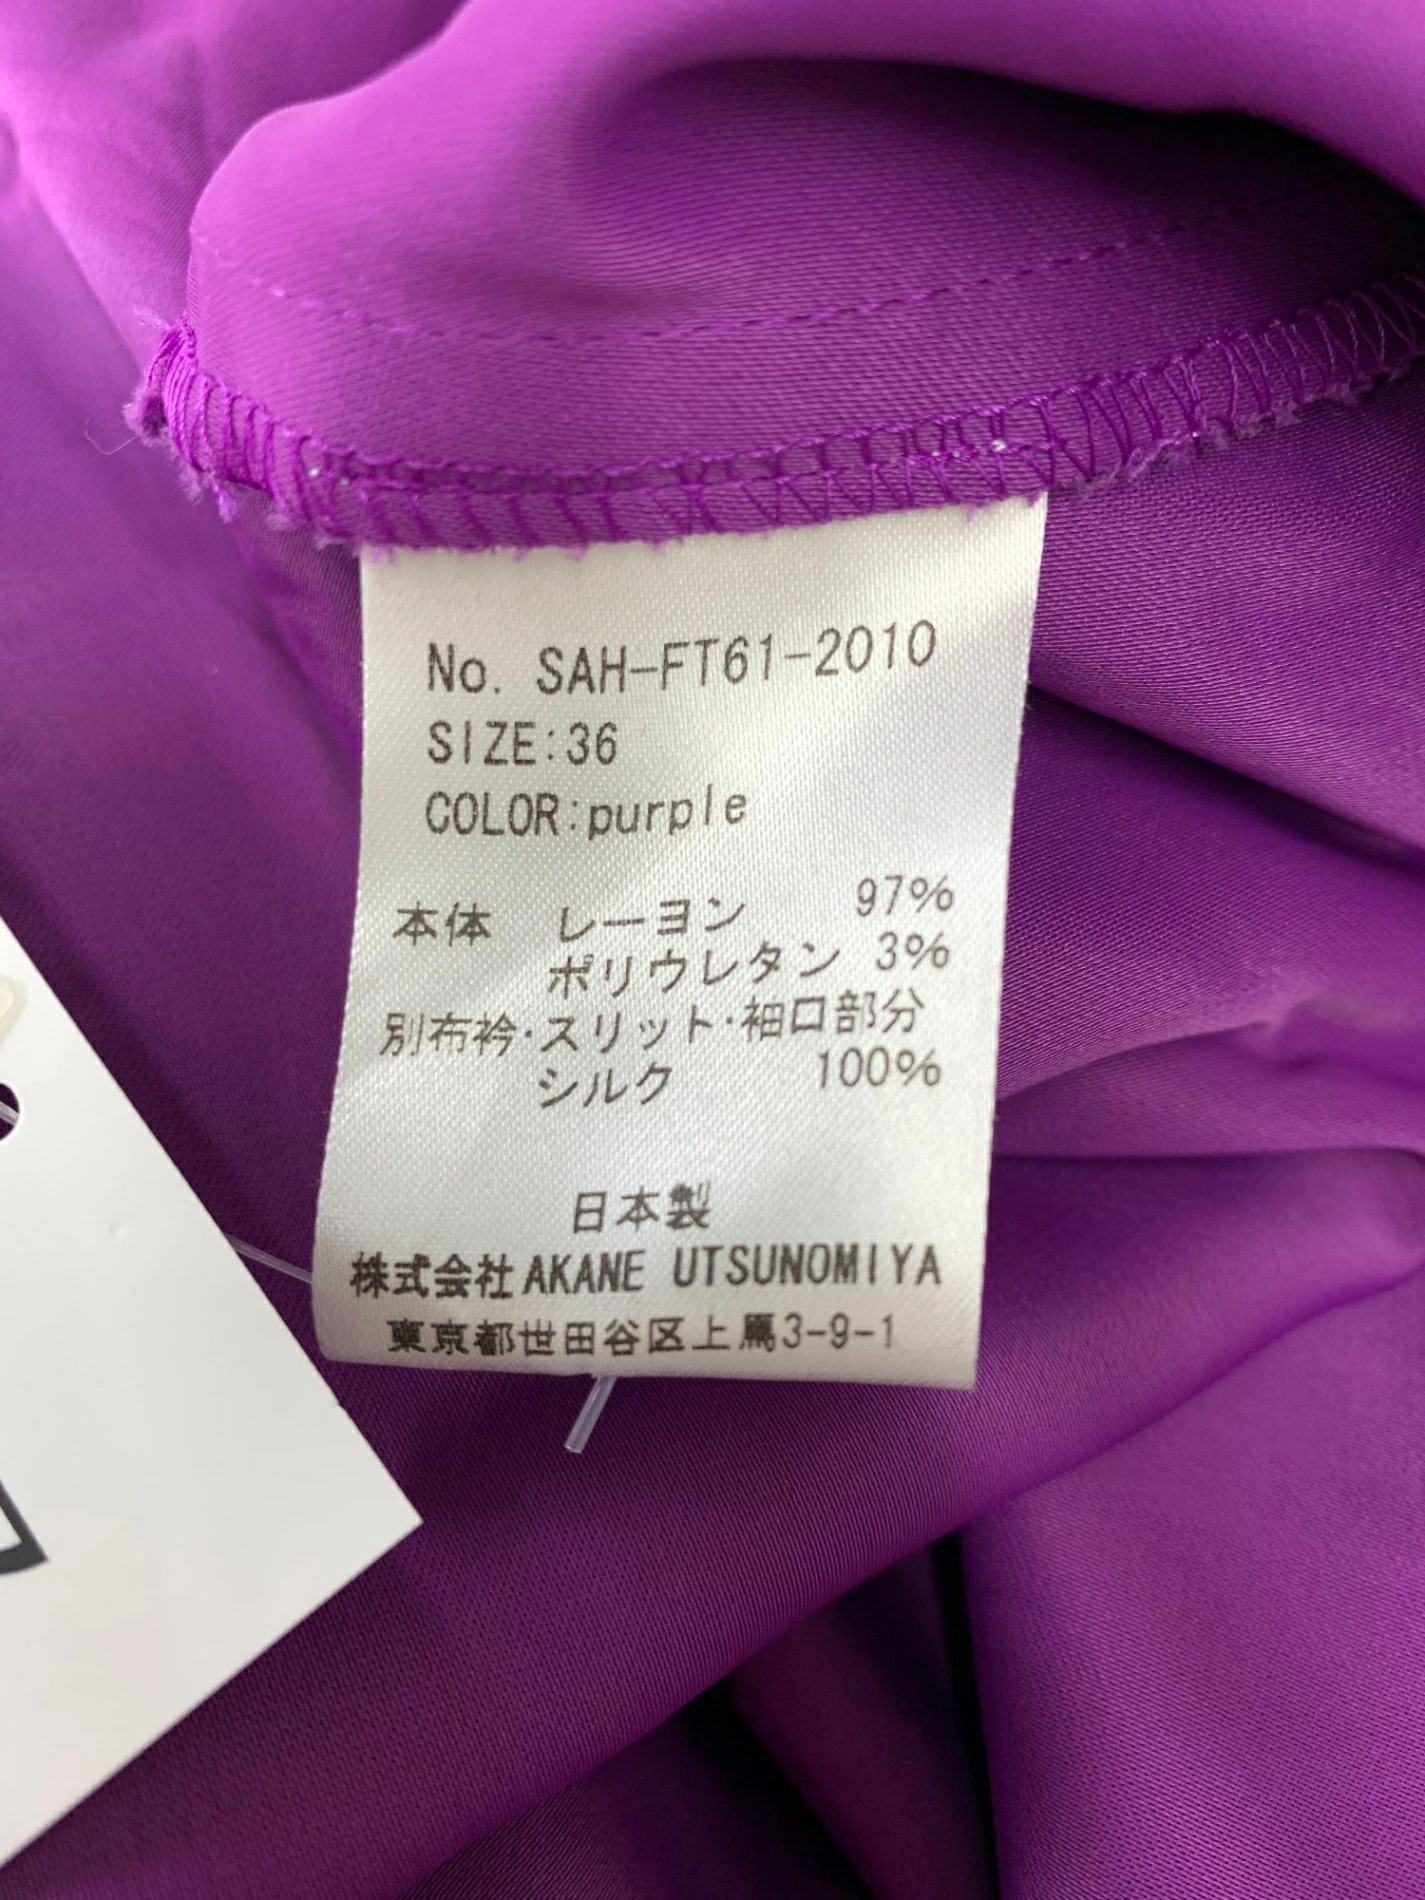 No. SAH-FT61-2010
SIZE:36
COLOR:purple
本体 レーヨン 97%
ポリウレタン 3%
別布衿・スリット・袖口部分
シルク 100%
日本製
株式会社AKANE UTSUNOMIYA
東京都世田谷区上馬3-9-1